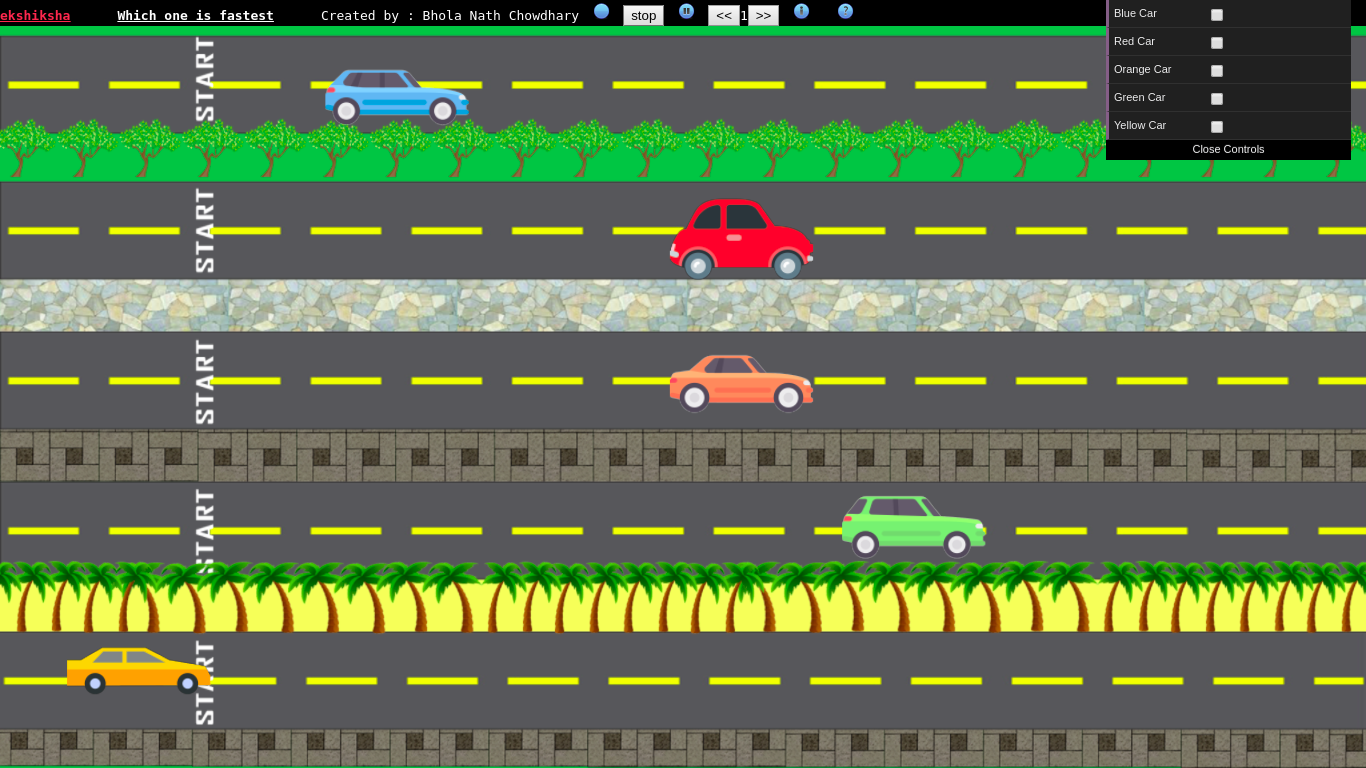 ekshiksha Which one is fastest Created by : Bhola Nath Chowdhary stop << 1 >> ?
Blue Car
Red Car
Orange Car
Green Car
Yellow Car
Close Controls
START
START
START
START
START